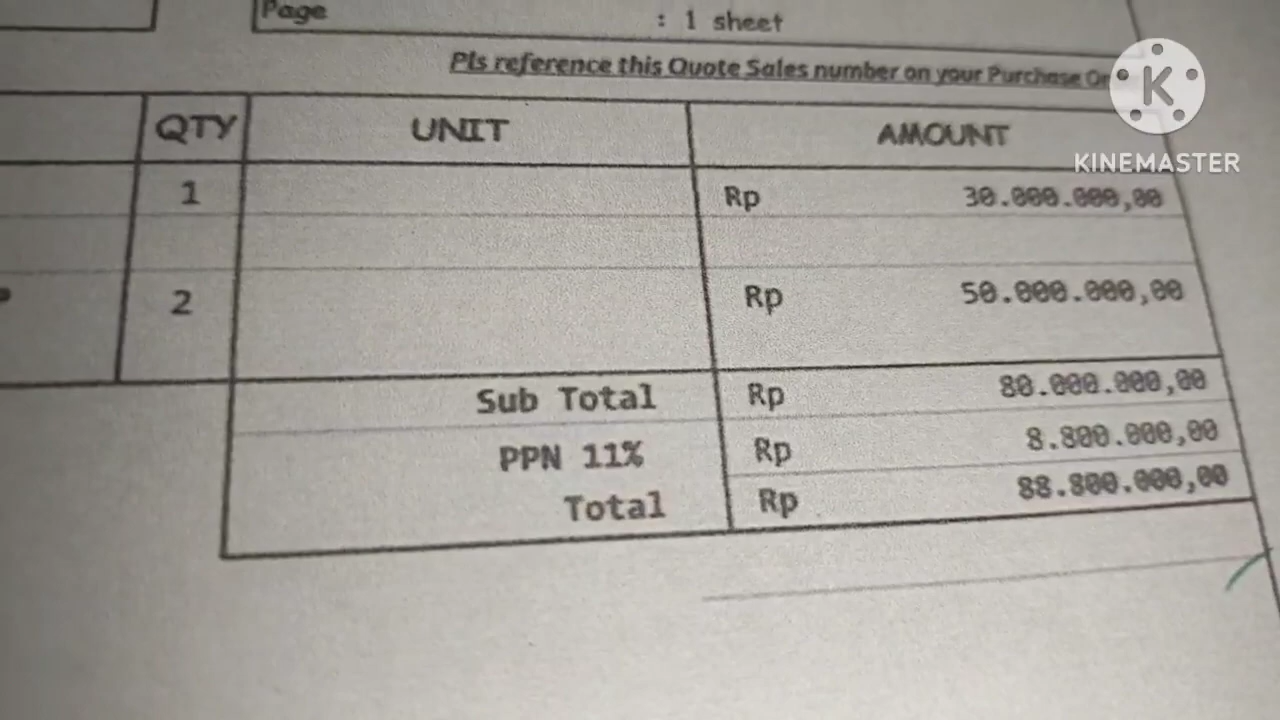 Page : 1 sheet
Pls reference this Quote Sales number on your Purchase
K
KINEMASTER
QTY UNIT AMOUNT
1 Rp 30.000.000,00
2 Rp 50.000.000,00
Sub Total Rp 80.000.000,00
PPN 11% Rp 8.800.000,00
Total Rp 88.800.000,00